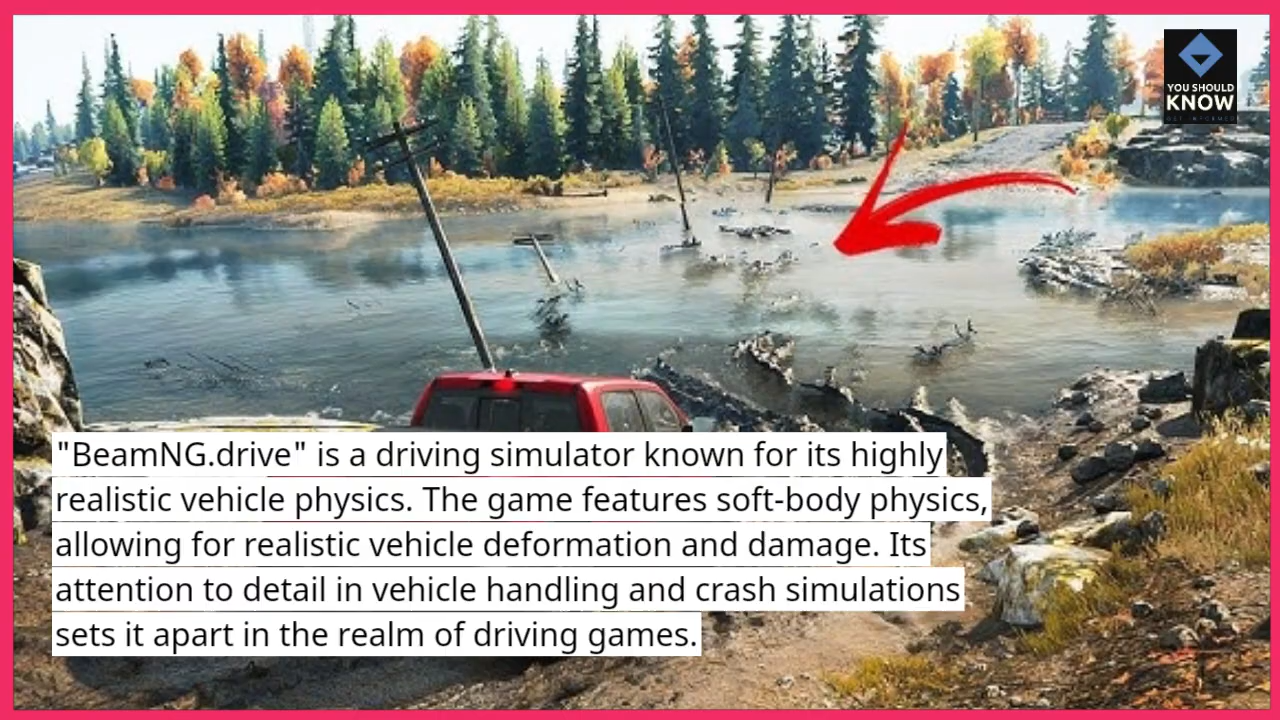 YOU SHOULD
KNOW
GET INFORMED
"BeamNG.drive" is a driving simulator known for its highly
realistic vehicle physics. The game features soft-body physics,
allowing for realistic vehicle deformation and damage. Its
attention to detail in vehicle handling and crash simulations
sets it apart in the realm of driving games.